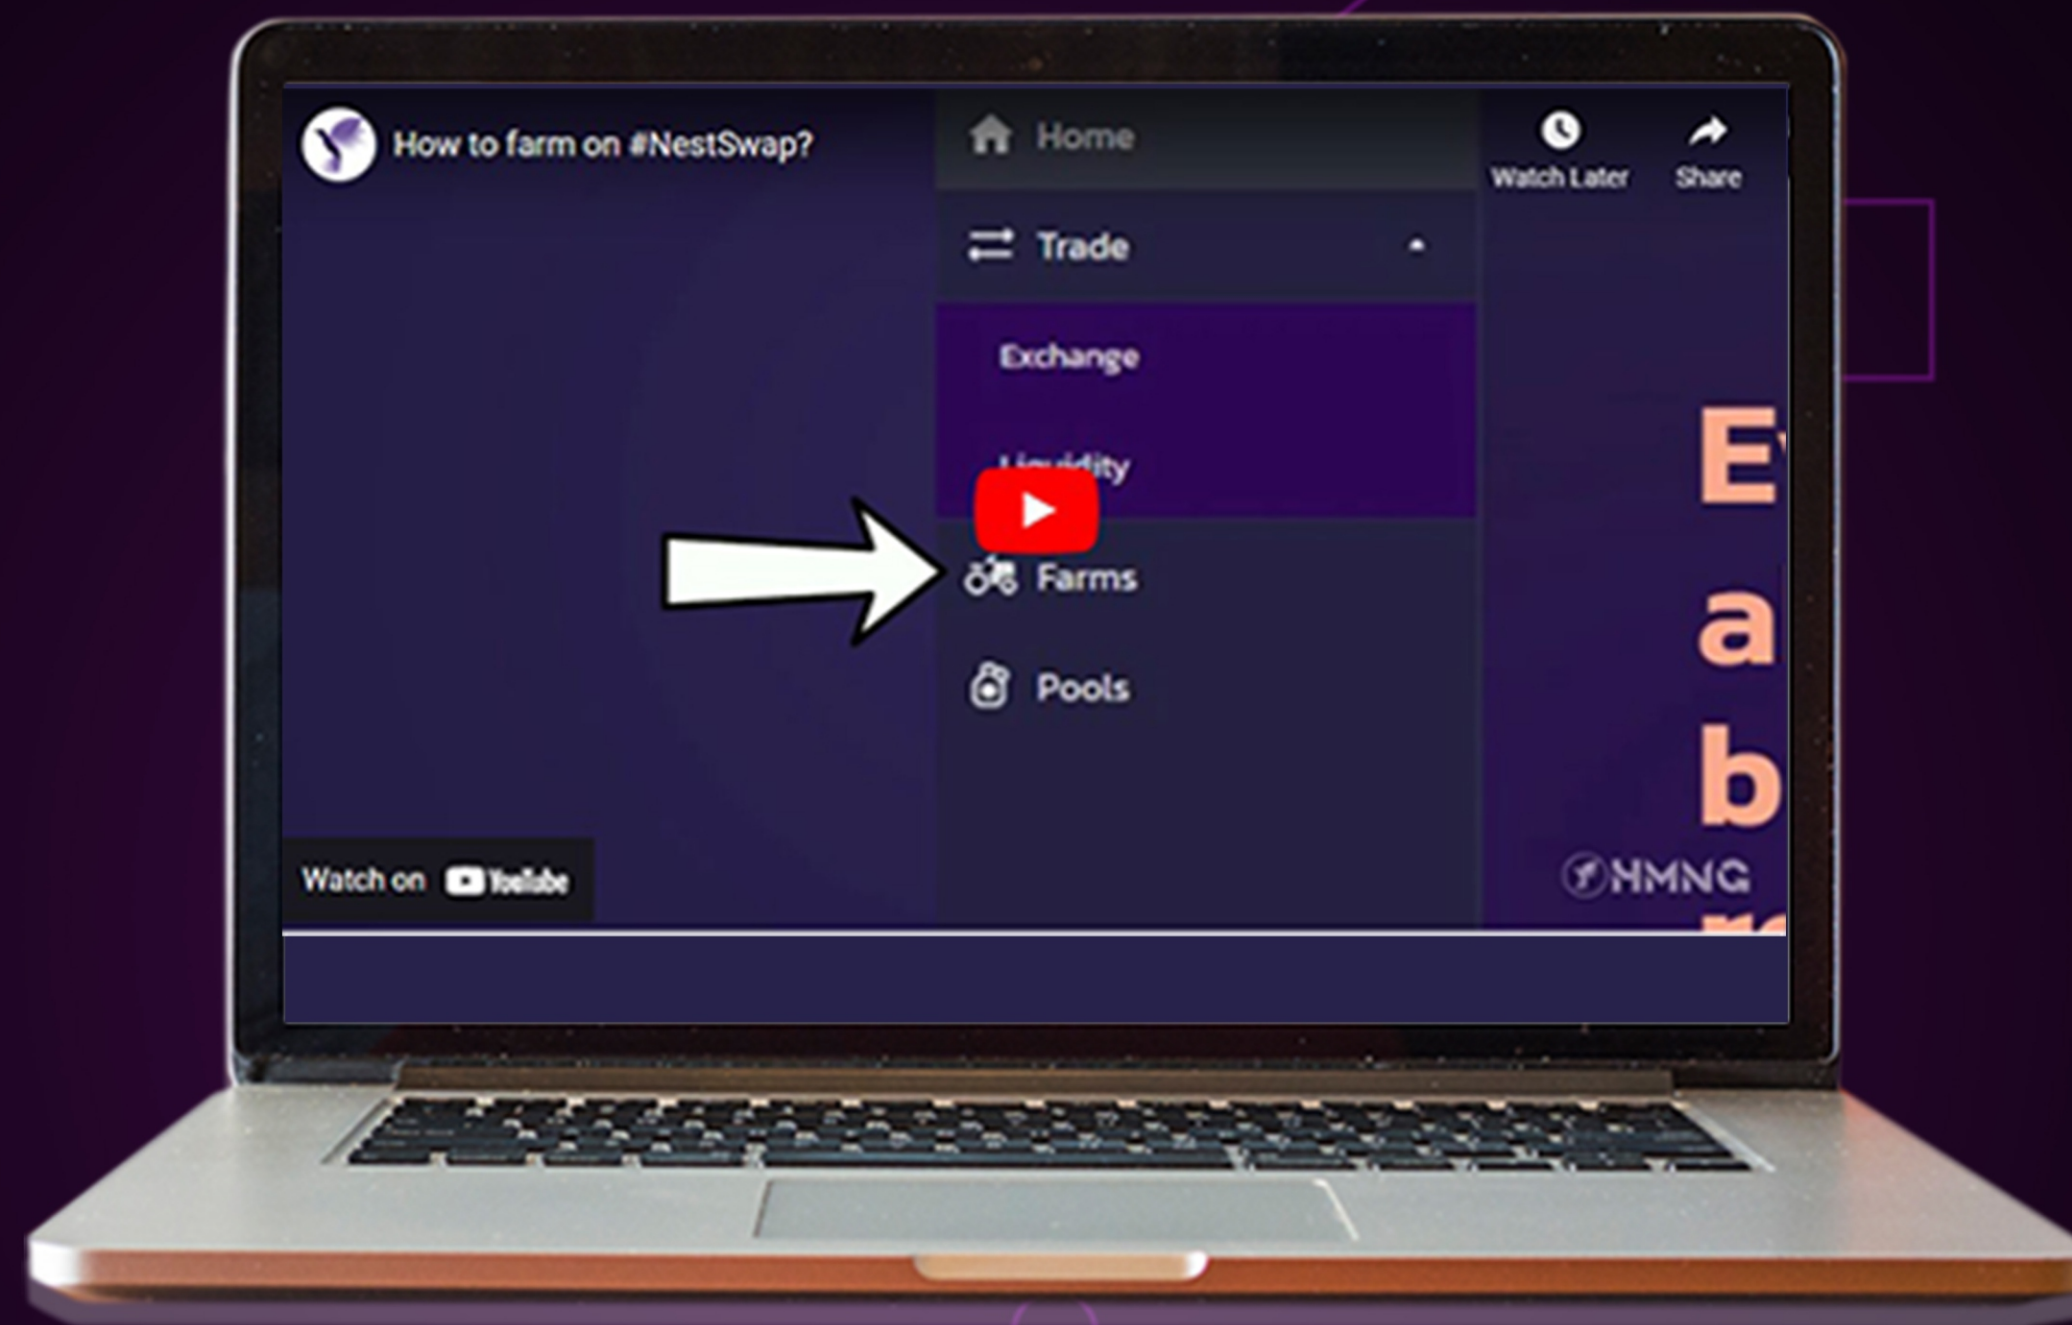 How to farm on #NestSwap?
Home
Watch Later
Share
Trade
Exchange
Liquidity
Farms
Pools
E
a
b
Watch on YouTube
HMNG